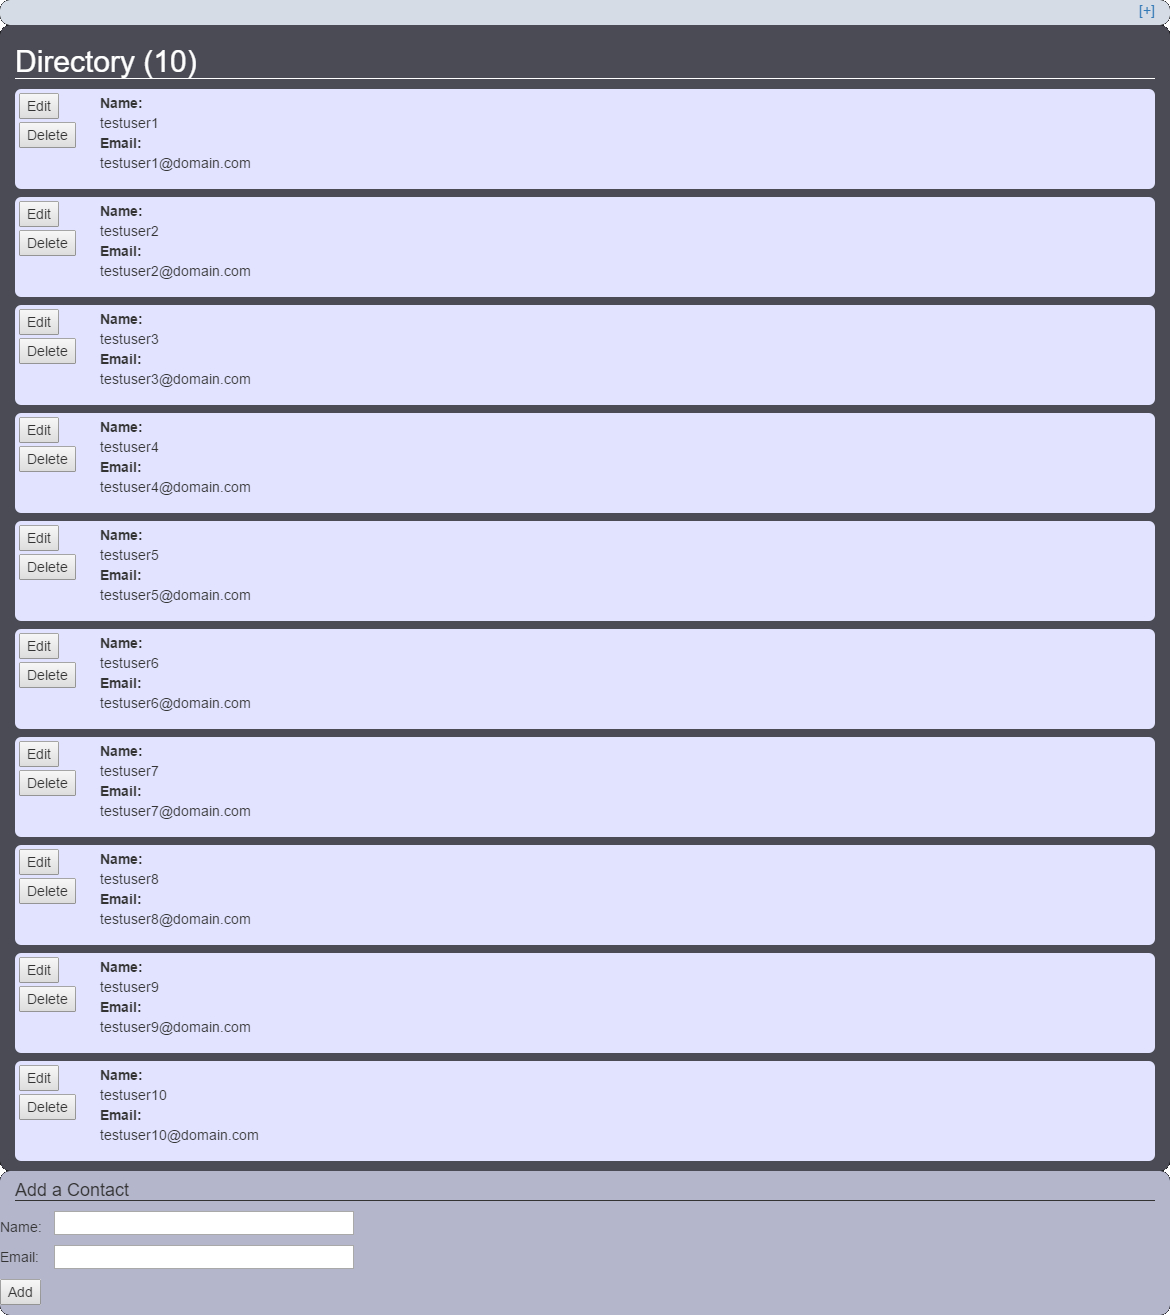 [+]
Directory (10)
Edit
Delete
Name:
testuser1
Email:
testuser1@domain.com
Edit
Delete
Name:
testuser2
Email:
testuser2@domain.com
Edit
Delete
Name:
testuser3
Email:
testuser3@domain.com
Edit
Delete
Name:
testuser4
Email:
testuser4@domain.com
Edit
Delete
Name:
testuser5
Email:
testuser5@domain.com
Edit
Delete
Name:
testuser6
Email:
testuser6@domain.com
Edit
Delete
Name:
testuser7
Email:
testuser7@domain.com
Edit
Delete
Name:
testuser8
Email:
testuser8@domain.com
Edit
Delete
Name:
testuser9
Email:
testuser9@domain.com
Edit
Delete
Name:
testuser10
Email:
testuser10@domain.com
Add a Contact
Name:
Email:
Add